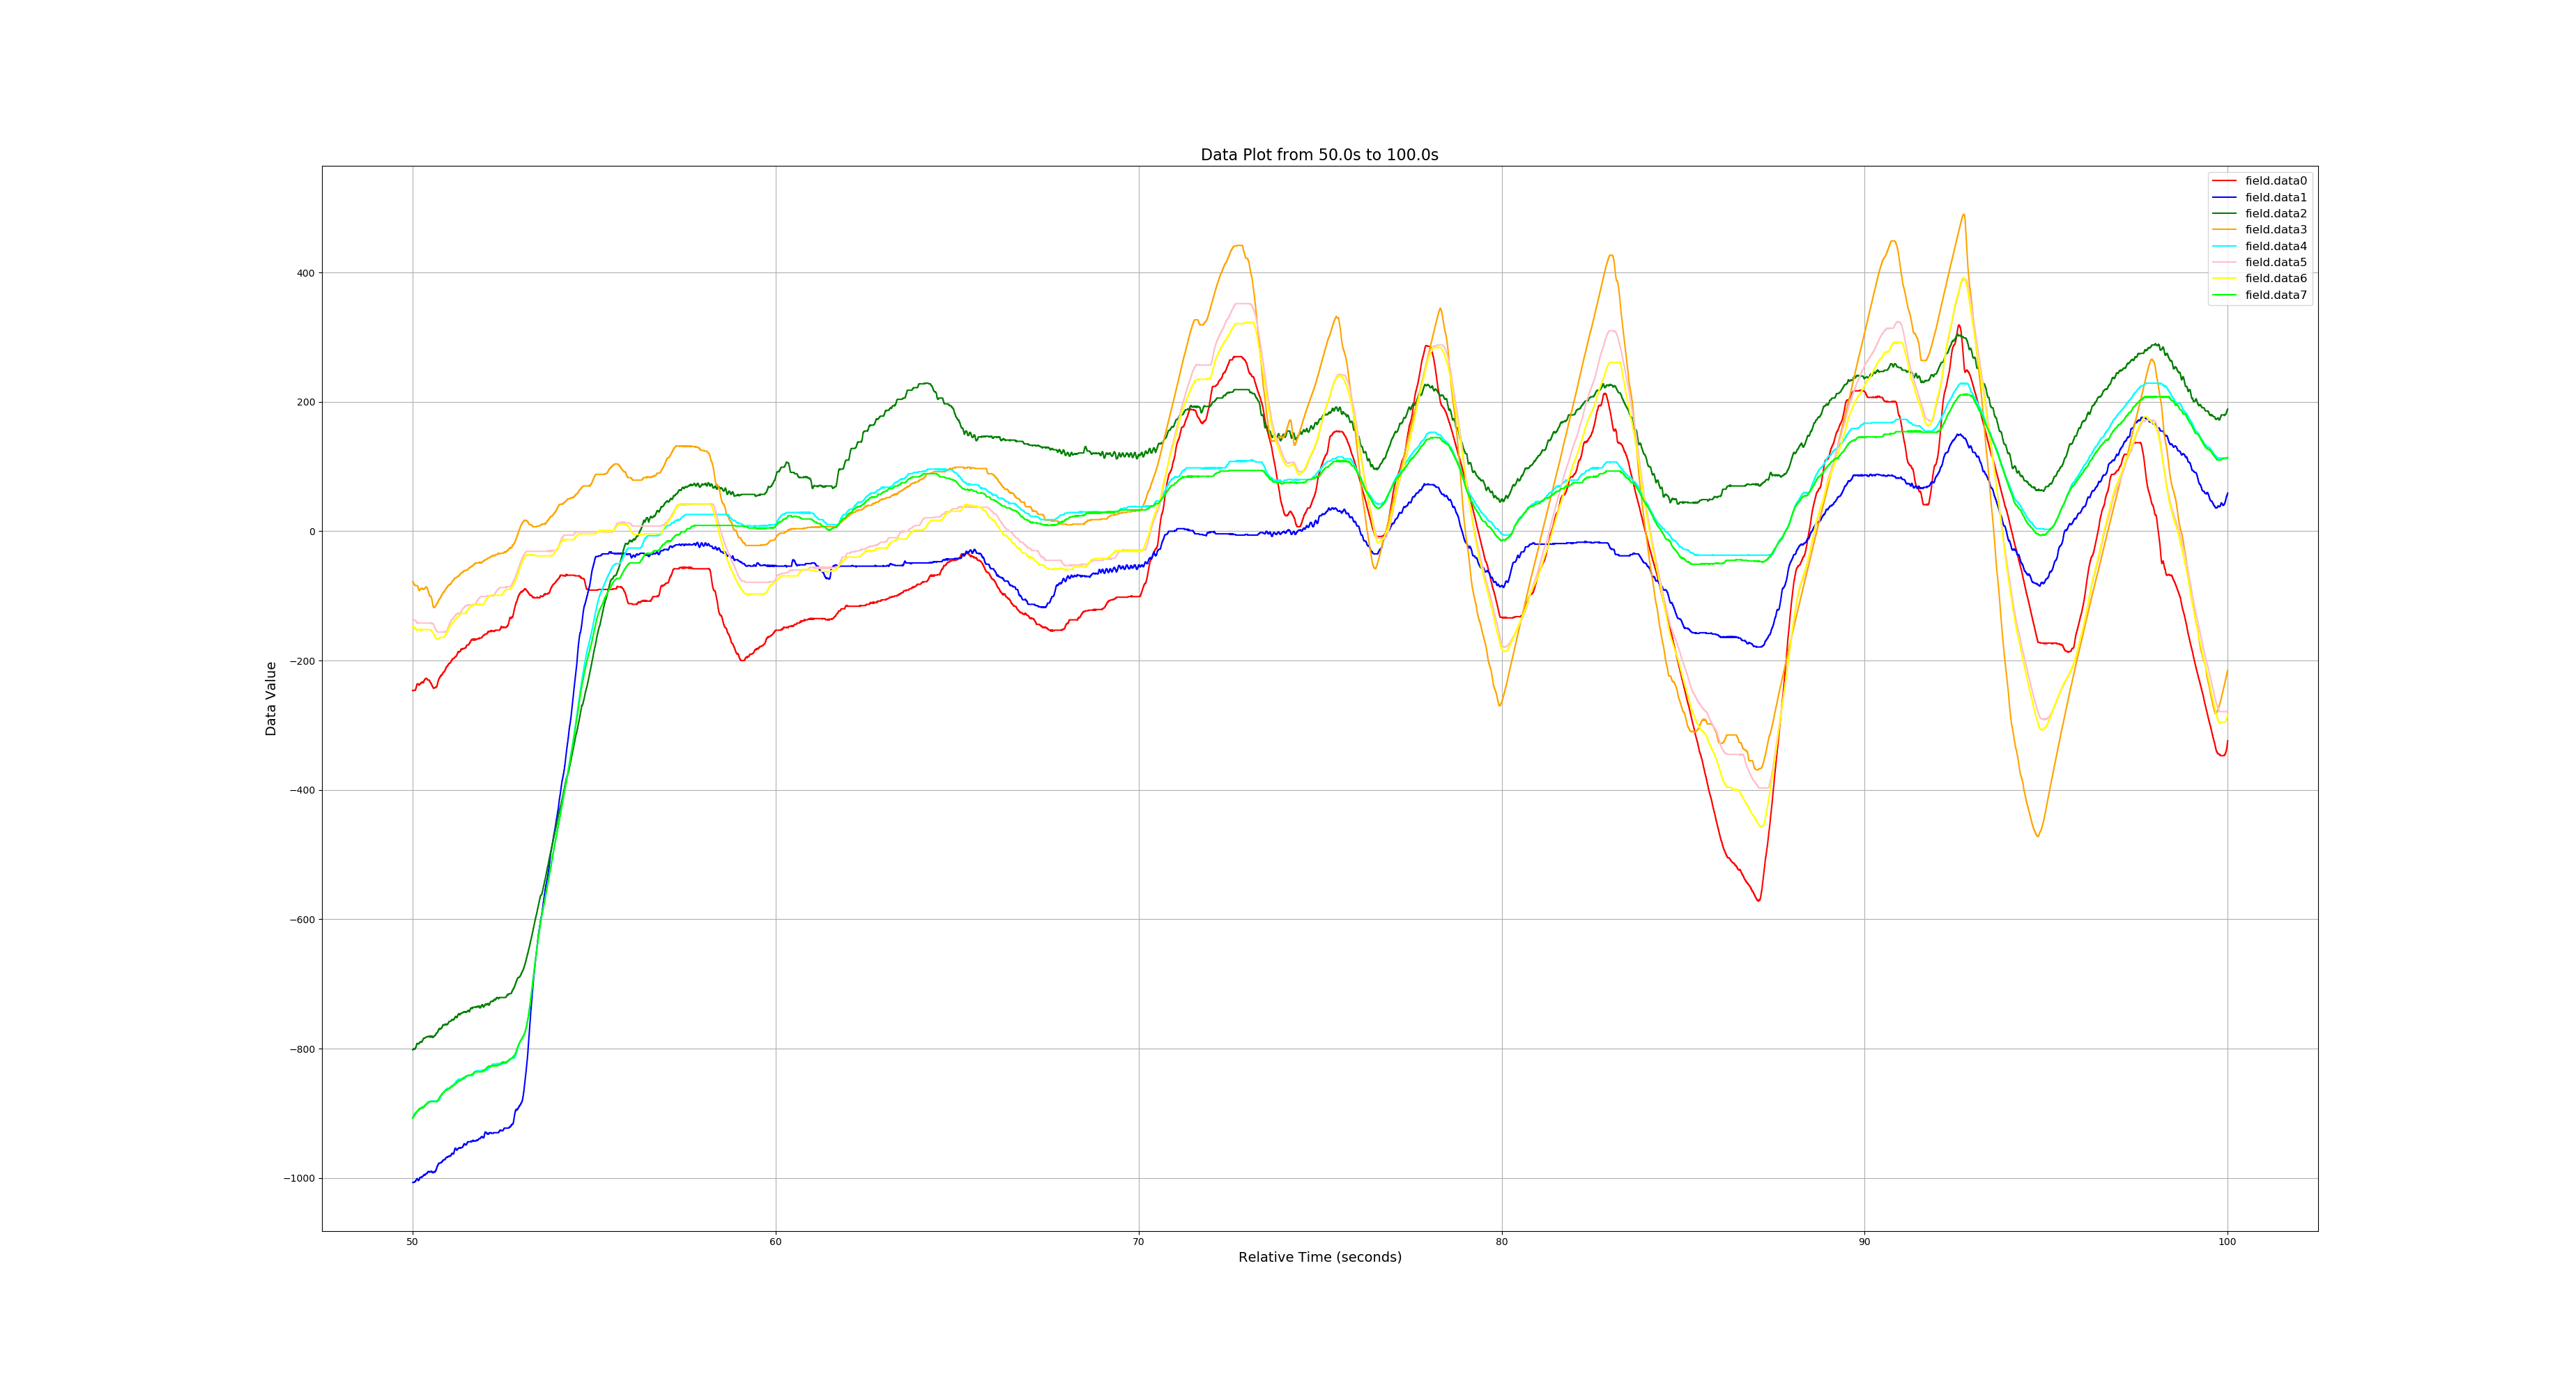 Data Plot from 50.0s to 100.0s
field.data0
field.data1
field.data2
field.data3
field.data4
field.data5
field.data6
field.data7
Data Value
400
200
0
−200
−400
−600
−800
−1000
50 60 70 80 90 100
Relative Time (seconds)